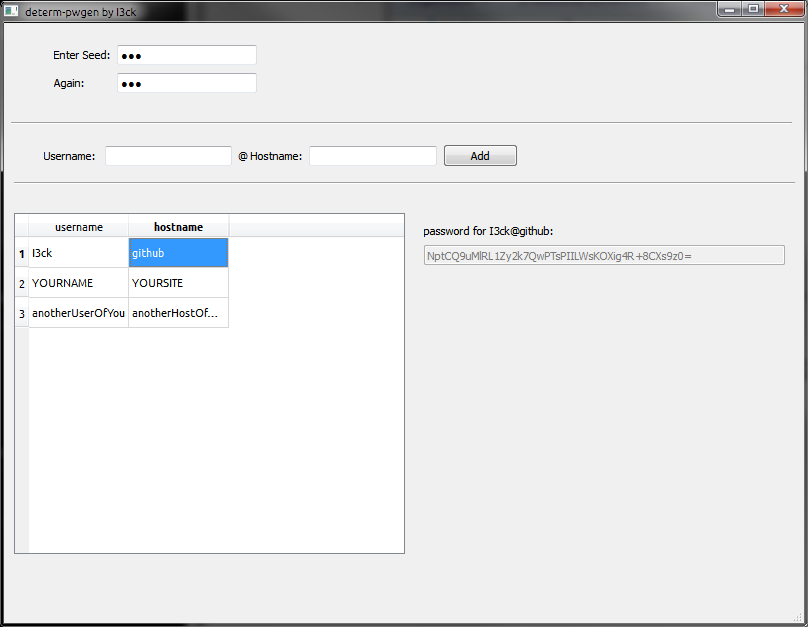 determ-pwgen by l3ck
Enter Seed: ●●●
Again: ●●●
Username: @ Hostname: Add
username hostname
1 l3ck github
2 YOURNAME YOURSITE
3 anotherUserOfYou anotherHostOf...
password for l3ck@github:
NptCQ9uMlRL1Zy2k7QwPTsPIILWsKOXig4R+8CXs9z0=